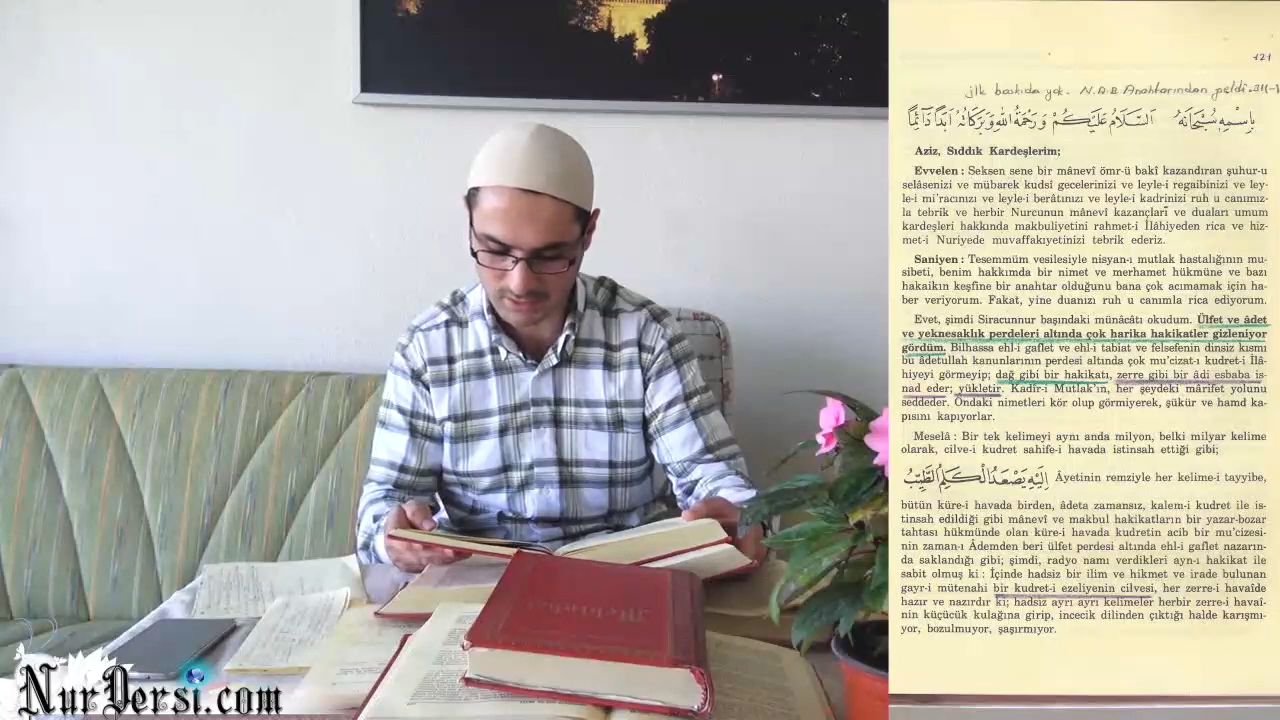 121
ilk baskıda yok. N.A.B Anahtarından geldi.
بِاسْمِهِ سُبْحَانَهُ اَلسَّلَامُ عَلَيْكُمْ وَرَحْمَةُ اللّٰهِ وَبَرَكَاتُهُ اَبَدًا دَائِمًا
Aziz, Sıddık Kardeşlerim;
Evvelen : Seksen sene bir mânevî ömr-ü bakî kazandıran şuhur-u
selâsenizi ve mübarek kudsî gecelerinizi ve leyle-i regaibinizi ve ley-
le-i mi'racınızı ve leyle-i berâtınızı ve leyle-i kadrinizi ruh u canımız-
la tebrik ve herbir Nurcunun mânevî kazançları ve duaları umum
kardeşleri hakkında makbuliyetini rahmet-i İlâhiyeden rica ve hiz-
met-i Nuriyede muvaffakıyetinizi tebrik ederiz.
Saniyen : Tesemmüm vesilesiyle nisyan-ı mutlak hastalığının mu-
sibeti, benim hakkımda bir nimet ve merhamet hükmüne ve bazı
hakaikın keşfine bir anahtar olduğunu bana çok acımamak için ha-
ber veriyorum. Fakat, yine duanızı ruh u canımla rica ediyorum.
Evet, şimdi Siracunnur başındaki münâcatı okudum. Ülfet ve âdet
ve yeknesaklık perdeleri altında çok harika hakikatler gizleniyor
gördüm. Bilhassa ehl-i gaflet ve ehl-i tabiat ve felsefenin dinsiz kısmı
bu âdetullah kanunlarının perdesi altında çok mu'cizat-ı kudret-i İlâ-
hiyeyi görmeyip; dağ gibi bir hakikatı, zerre gibi bir âdi esbaba is-
nad eder; yükletir. Kadîr-i Mutlak'ın, her şeydeki mârifet yolunu
seddeder. Ondaki nimetleri kör olup görmiyerek, şükür ve hamd ka-
pısını kapıyorlar.
Meselâ : Bir tek kelimeyi aynı anda milyon, belki milyar kelime
olarak, cilve-i kudret sahife-i havada istinsah ettiği gibi;
اِلَيْهِ يَصْعَدُ الْكَلِمُ الطَّيِّبُ Âyetinin remziyle her kelime-i tayyibe,
bütün küre-i havada birden, âdeta zamansız, kalem-i kudret ile is-
tinsah edildiği gibi mânevî ve makbul hakikatların bir yazar-bozar
tahtası hükmünde olan küre-i havada kudretin acib bir mu'cizesi-
nin zaman-ı Âdemden beri ülfet perdesi altında ehl-i gaflet nazarın-
da saklandığı gibi; şimdi, radyo namı verdikleri ayn-ı hakikat ile
sabit olmuş ki : İçinde hadsiz bir ilim ve hikmet ve irade bulunan
gayr-i mütenahi bir kudret-i ezeliyenin cilvesi, her zerre-i havaîde
hazır ve nazırdır ki; hadsiz ayrı ayrı kelimeler herbir zerre-i havaî-
nin küçücük kulağına girip, incecik dilinden çıktığı halde karışmı-
yor, bozulmuyor, şaşırmıyor.
NurDersi.com